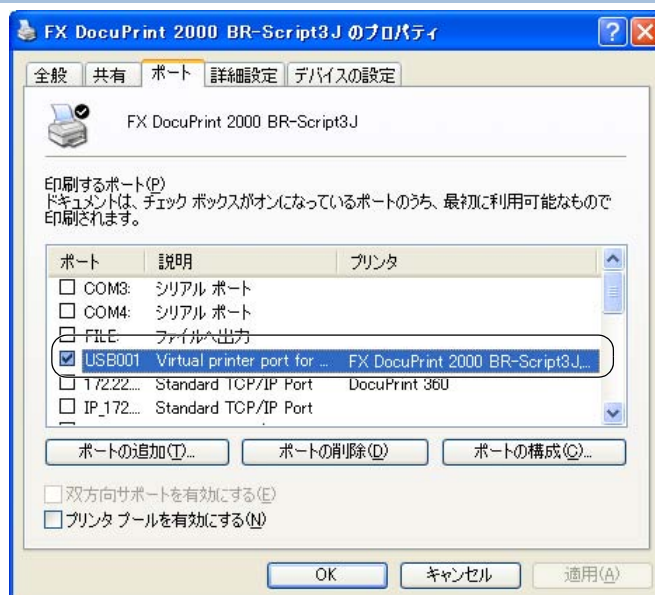 FX DocuPrint 2000 BR-Script3J のプロパティ
全般 共有 ポート 詳細設定 デバイスの設定
FX DocuPrint 2000 BR-Script3J
印刷するポート(P)
ドキュメントは、チェック ボックスがオンになっているポートのうち、最初に利用可能なもので
印刷されます。
ポート 説明 プリンタ
COM3: シリアル ポート
COM4: シリアル ポート
FILE: ファイルへ出力
USB001 Virtual printer port for ... FX DocuPrint 2000 BR-Script3J,...
172.22.... Standard TCP/IP Port DocuPrint 360
IP_172.... Standard TCP/IP Port
ポートの追加(T)... ポートの削除(D) ポートの構成(C)...
双方向サポートを有効にする(E)
プリンタ プールを有効にする(N)
OK キャンセル 適用(A)